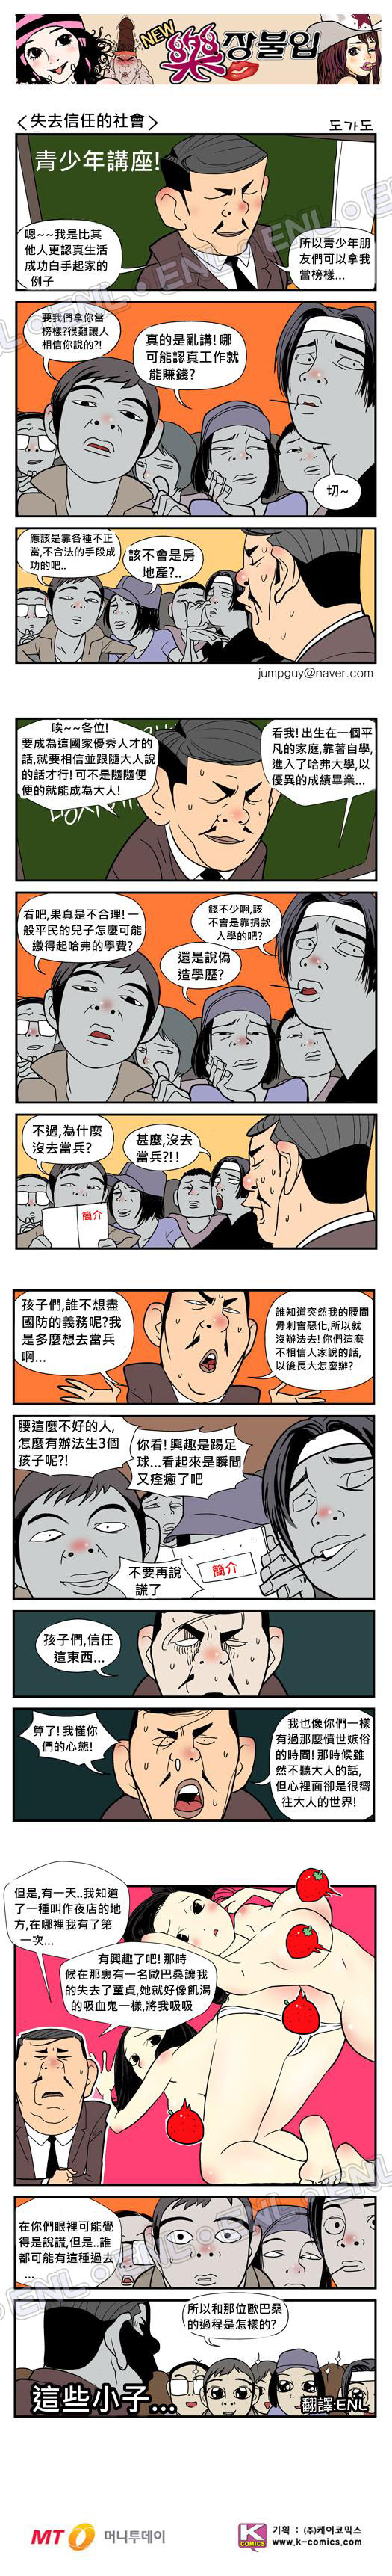 NEW 樂 장불입
<失去信任的社會>
도가도
青少年講座!
嗯~~我是比其
他人更認真生活
成功白手起家的
例子
所以青少年朋
友們可以拿我
當榜樣...
要我們拿你當
榜樣?很難讓人
相信你說的?!
真的是亂講! 哪
可能認真工作就
能賺錢?
切~
應該是靠各種不正
當,不合法的手段成
功的吧..
該不會是房
地產?..
jumpguy@naver.com
唉~~各位!
要成為這國家優秀人才的
話,就要相信並跟隨大人說
的話才行! 可不是隨隨便
便的就能成為大人!
看我! 出生在一個平
凡的家庭,靠著自學,
進入了哈弗大學,以
優異的成績畢業...
看吧,果真是不合理! 一
般平民的兒子怎麼可能
繳得起哈弗的學費?
錢不少啊,該
不會是靠捐款
入學的吧?
還是說偽
造學歷?
不過,為什麼
沒去當兵?
甚麼,沒去
當兵?!!
簡介
孩子們,誰不想盡
國防的義務呢?我
是多麼想去當兵
啊...
誰知道突然我的腰間
骨刺會惡化,所以就
沒辦法去! 你們這麼
不相信人家說的話,
以後長大怎麼辦?
腰這麼不好的人,
怎麼有辦法生3個
孩子呢?!
你看! 興趣是踢足
球...看起來是瞬間
又痊癒了吧
不要再說
謊了
簡介
孩子們,信任
這東西...
算了! 我懂你
們的心態!
我也像你們一樣
有過那麼憤世嫉俗
的時間! 那時候雖
然不聽大人的話,
但心裡面卻是很嚮
往大人的世界!
但是,有一天..我知道
了一種叫作夜店的地
方,在哪裡我有了第
一次...
有興趣了吧! 那時
候在那裏有一名歐巴桑讓我
的失去了童貞,她就好像飢渴
的吸血鬼一樣,將我吸吸
在你們眼裡可能覺
得是說謊,但是..誰
都可能有這種過去
...
所以和那位歐巴桑
的過程是怎樣的?
這些小子...
翻譯:ENL
MT 머니투데이
K COMICS 기획 : (주)케이코믹스
www.k-comics.com